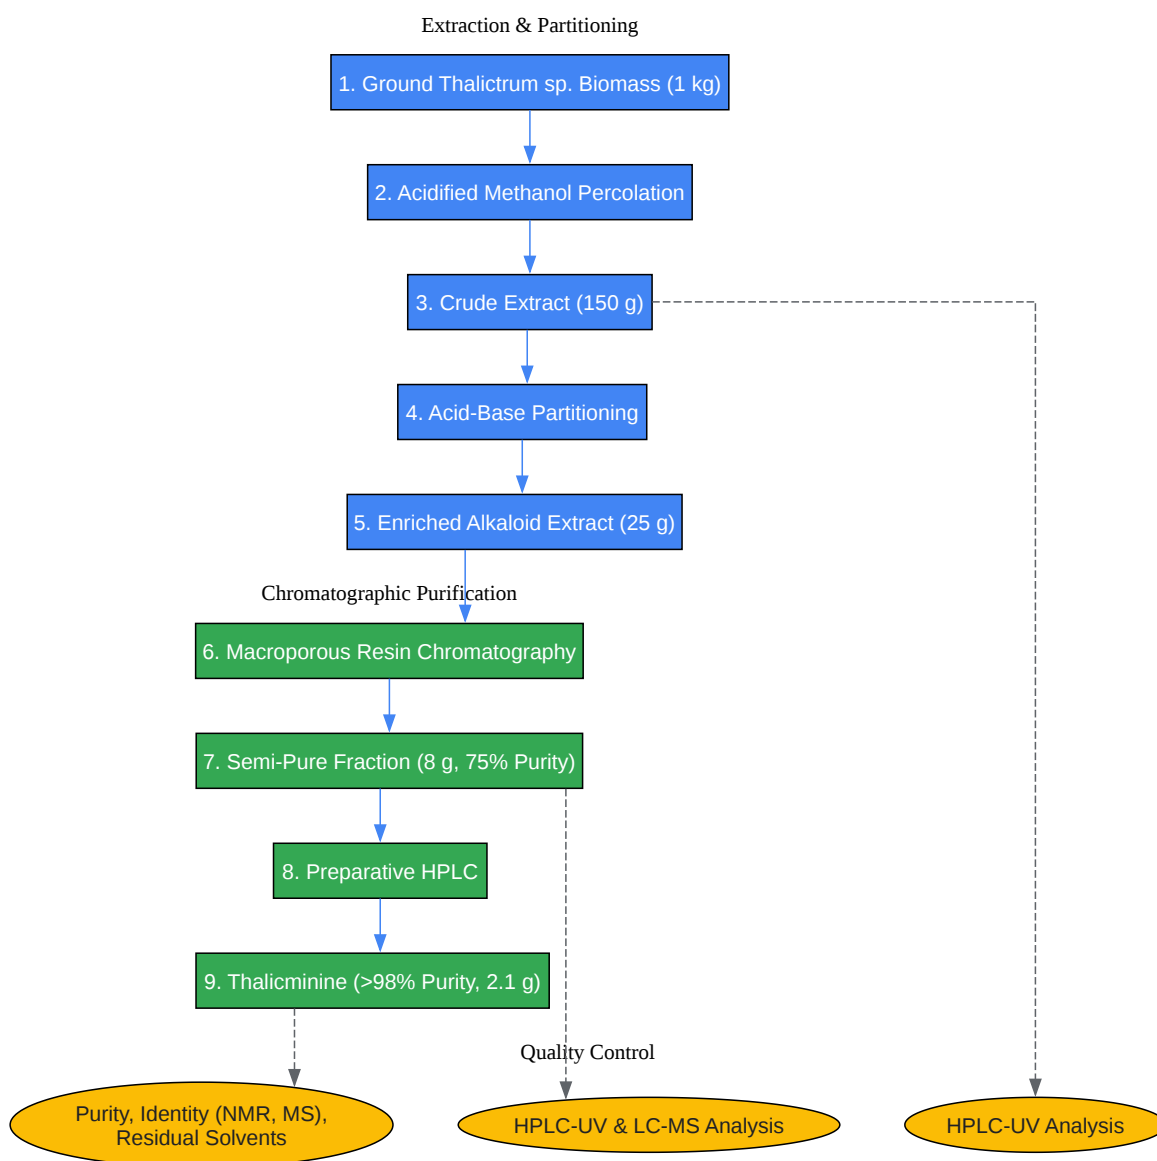 Extraction & Partitioning
1. Ground Thalictrum sp. Biomass (1 kg)
2. Acidified Methanol Percolation
3. Crude Extract (150 g)
4. Acid-Base Partitioning
5. Enriched Alkaloid Extract (25 g)
Chromatographic Purification
6. Macroporous Resin Chromatography
7. Semi-Pure Fraction (8 g, 75% Purity)
8. Preparative HPLC
9. Thalicminine (>98% Purity, 2.1 g)
Quality Control
Purity, Identity (NMR, MS),
Residual Solvents
HPLC-UV & LC-MS Analysis
HPLC-UV Analysis